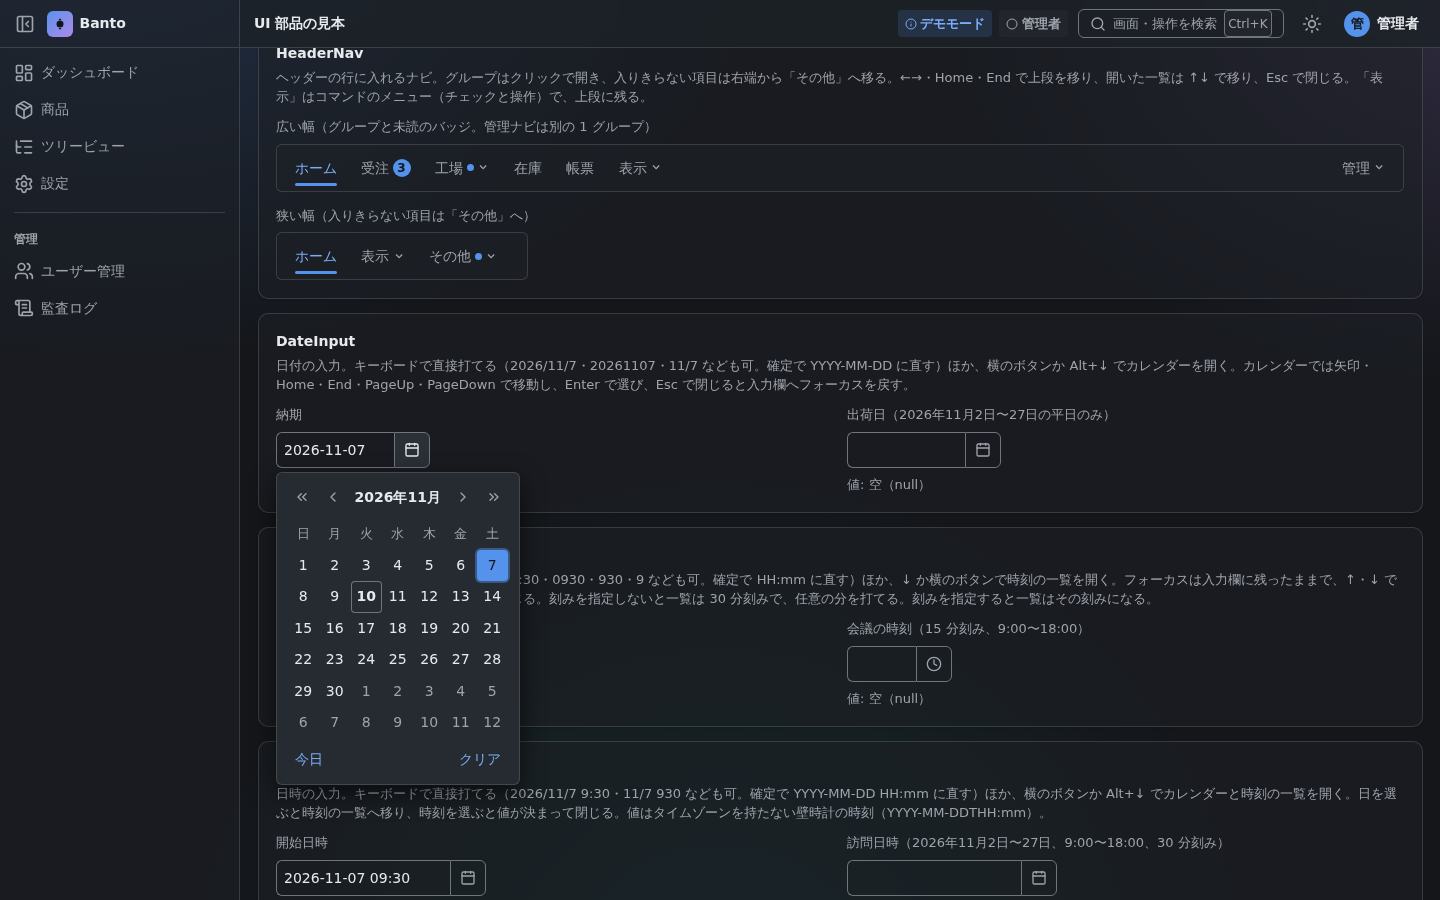 Banto
UI 部品の見本
デモモード
管理者
画面・操作を検索 Ctrl+K
管 管理者
ダッシュボード
商品
ツリービュー
設定
管理
ユーザー管理
監査ログ
HeaderNav
ヘッダーの行に入れるナビ。グループはクリックで開き、入りきらない項目は右端から「その他」へ移る。←→・Home・End で上段を移り、開いた一覧は ↑↓ で移り、Esc で閉じる。「表
示」はコマンドのメニュー（チェックと操作）で、上段に残る。
広い幅（グループと未読のバッジ。管理ナビは別の 1 グループ）
ホーム 受注 3 工場 在庫 帳票 表示 管理
狭い幅（入りきらない項目は「その他」へ）
ホーム 表示 その他
DateInput
日付の入力。キーボードで直接打てる（2026/11/7・20261107・11/7 なども可。確定で YYYY-MM-DD に直す）ほか、横のボタンか Alt+↓ でカレンダーを開く。カレンダーでは矢印・
Home・End・PageUp・PageDown で移動し、Enter で選び、Esc で閉じると入力欄へフォーカスを戻す。
納期
2026-11-07
出荷日（2026年11月2日〜27日の平日のみ）
値: 空（null）
2026年11月
日 月 火 水 木 金 土
1 2 3 4 5 6 7
8 9 10 11 12 13 14
15 16 17 18 19 20 21
22 23 24 25 26 27 28
29 30 1 2 3 4 5
6 7 8 9 10 11 12
今日 クリア
:30・0930・930・9 なども可。確定で HH:mm に直す）ほか、↓ か横のボタンで時刻の一覧を開く。フォーカスは入力欄に残ったままで、↑・↓ で
る。刻みを指定しないと一覧は 30 分刻みで、任意の分を打てる。刻みを指定すると一覧はその刻みになる。
会議の時刻（15 分刻み、9:00〜18:00）
値: 空（null）
日時の入力。キーボードで直接打てる（2026/11/7 9:30・11/7 930 なども可。確定で YYYY-MM-DD HH:mm に直す）ほか、横のボタンか Alt+↓ でカレンダーと時刻の一覧を開く。日を選
ぶと時刻の一覧へ移り、時刻を選ぶと値が決まって閉じる。値はタイムゾーンを持たない壁時計の時刻（YYYY-MM-DDTHH:mm）。
開始日時
2026-11-07 09:30
訪問日時（2026年11月2日〜27日、9:00〜18:00、30 分刻み）